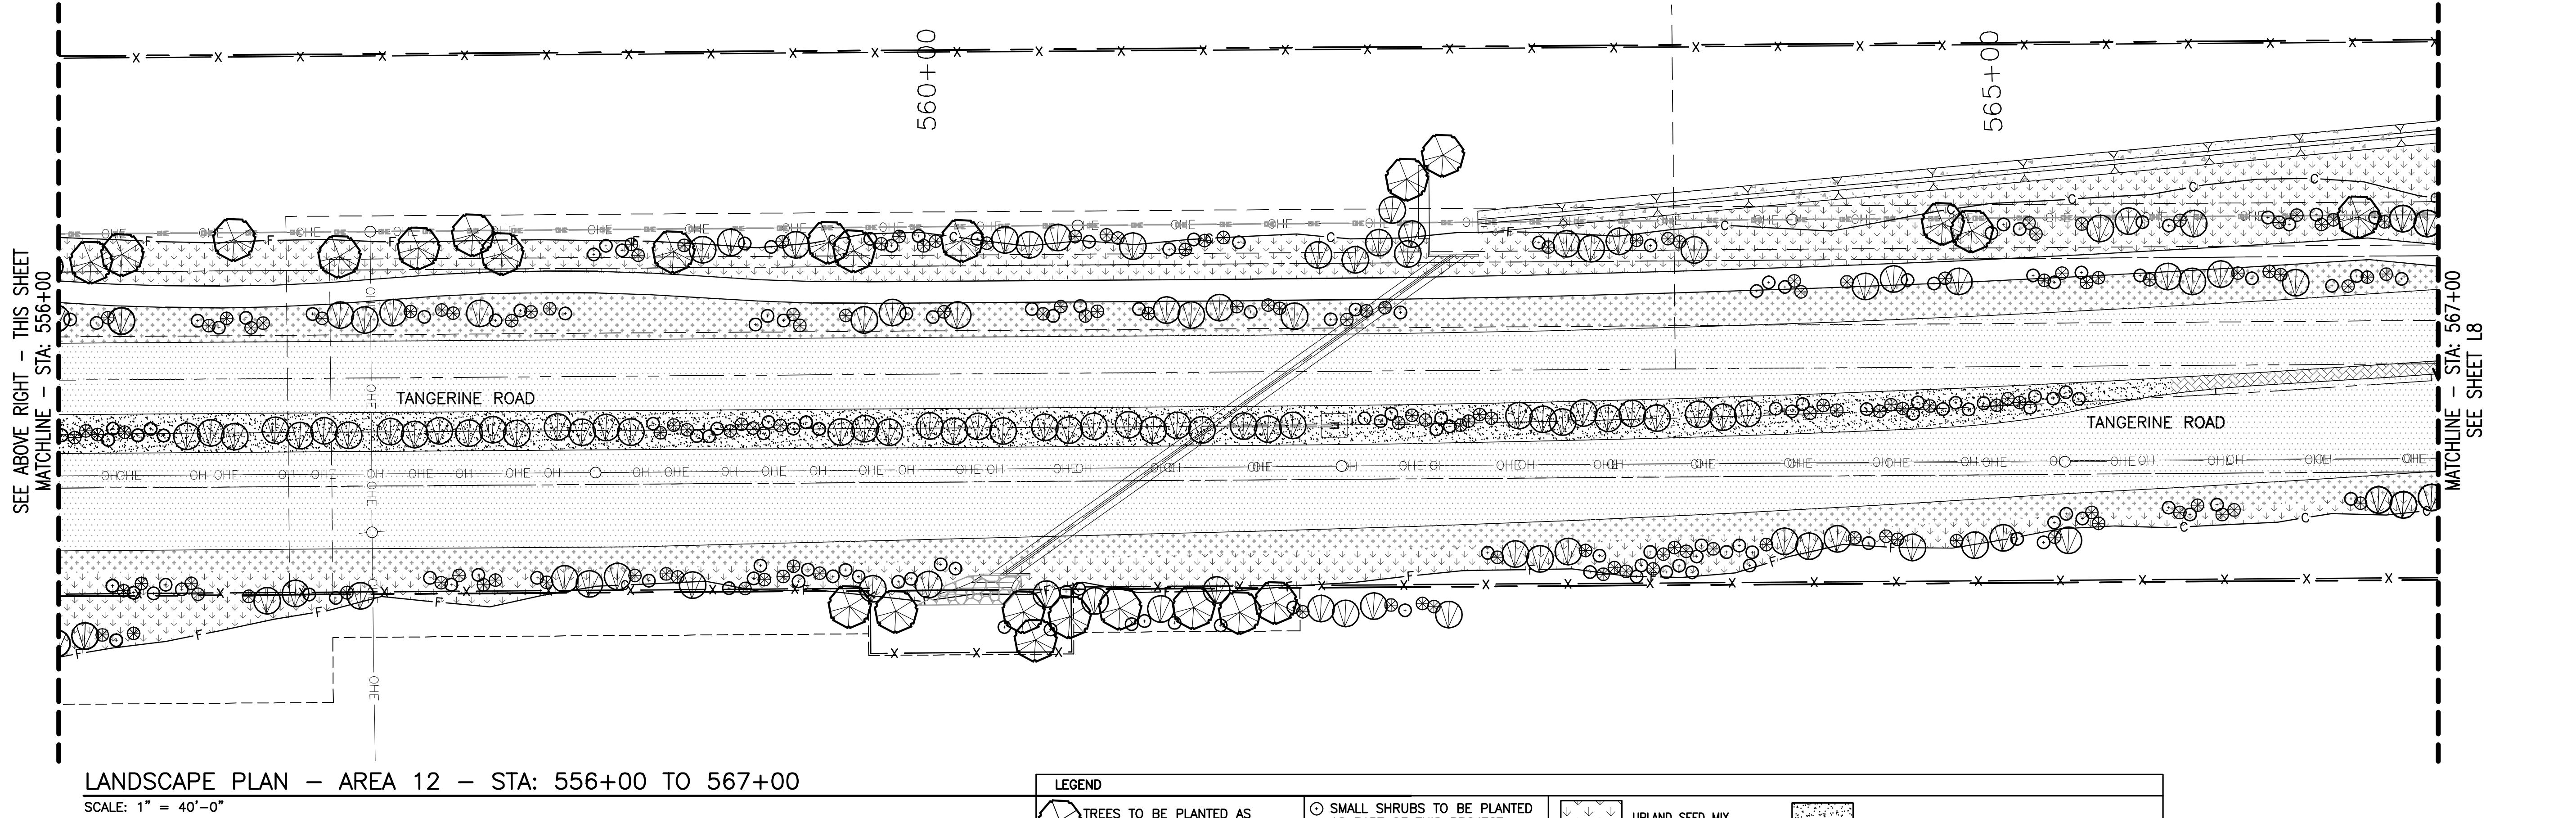 560+00
565+00
SEE ABOVE RIGHT – THIS SHEET
MATCHLINE – STA: 556+00
MATCHLINE – STA: 567+00
SEE SHEET L8
TANGERINE ROAD
TANGERINE ROAD
LANDSCAPE PLAN – AREA 12 – STA: 556+00 TO 567+00
SCALE: 1" = 40'-0"
LEGEND
TREES TO BE PLANTED AS
SMALL SHRUBS TO BE PLANTED
UPLAND SEED MIX